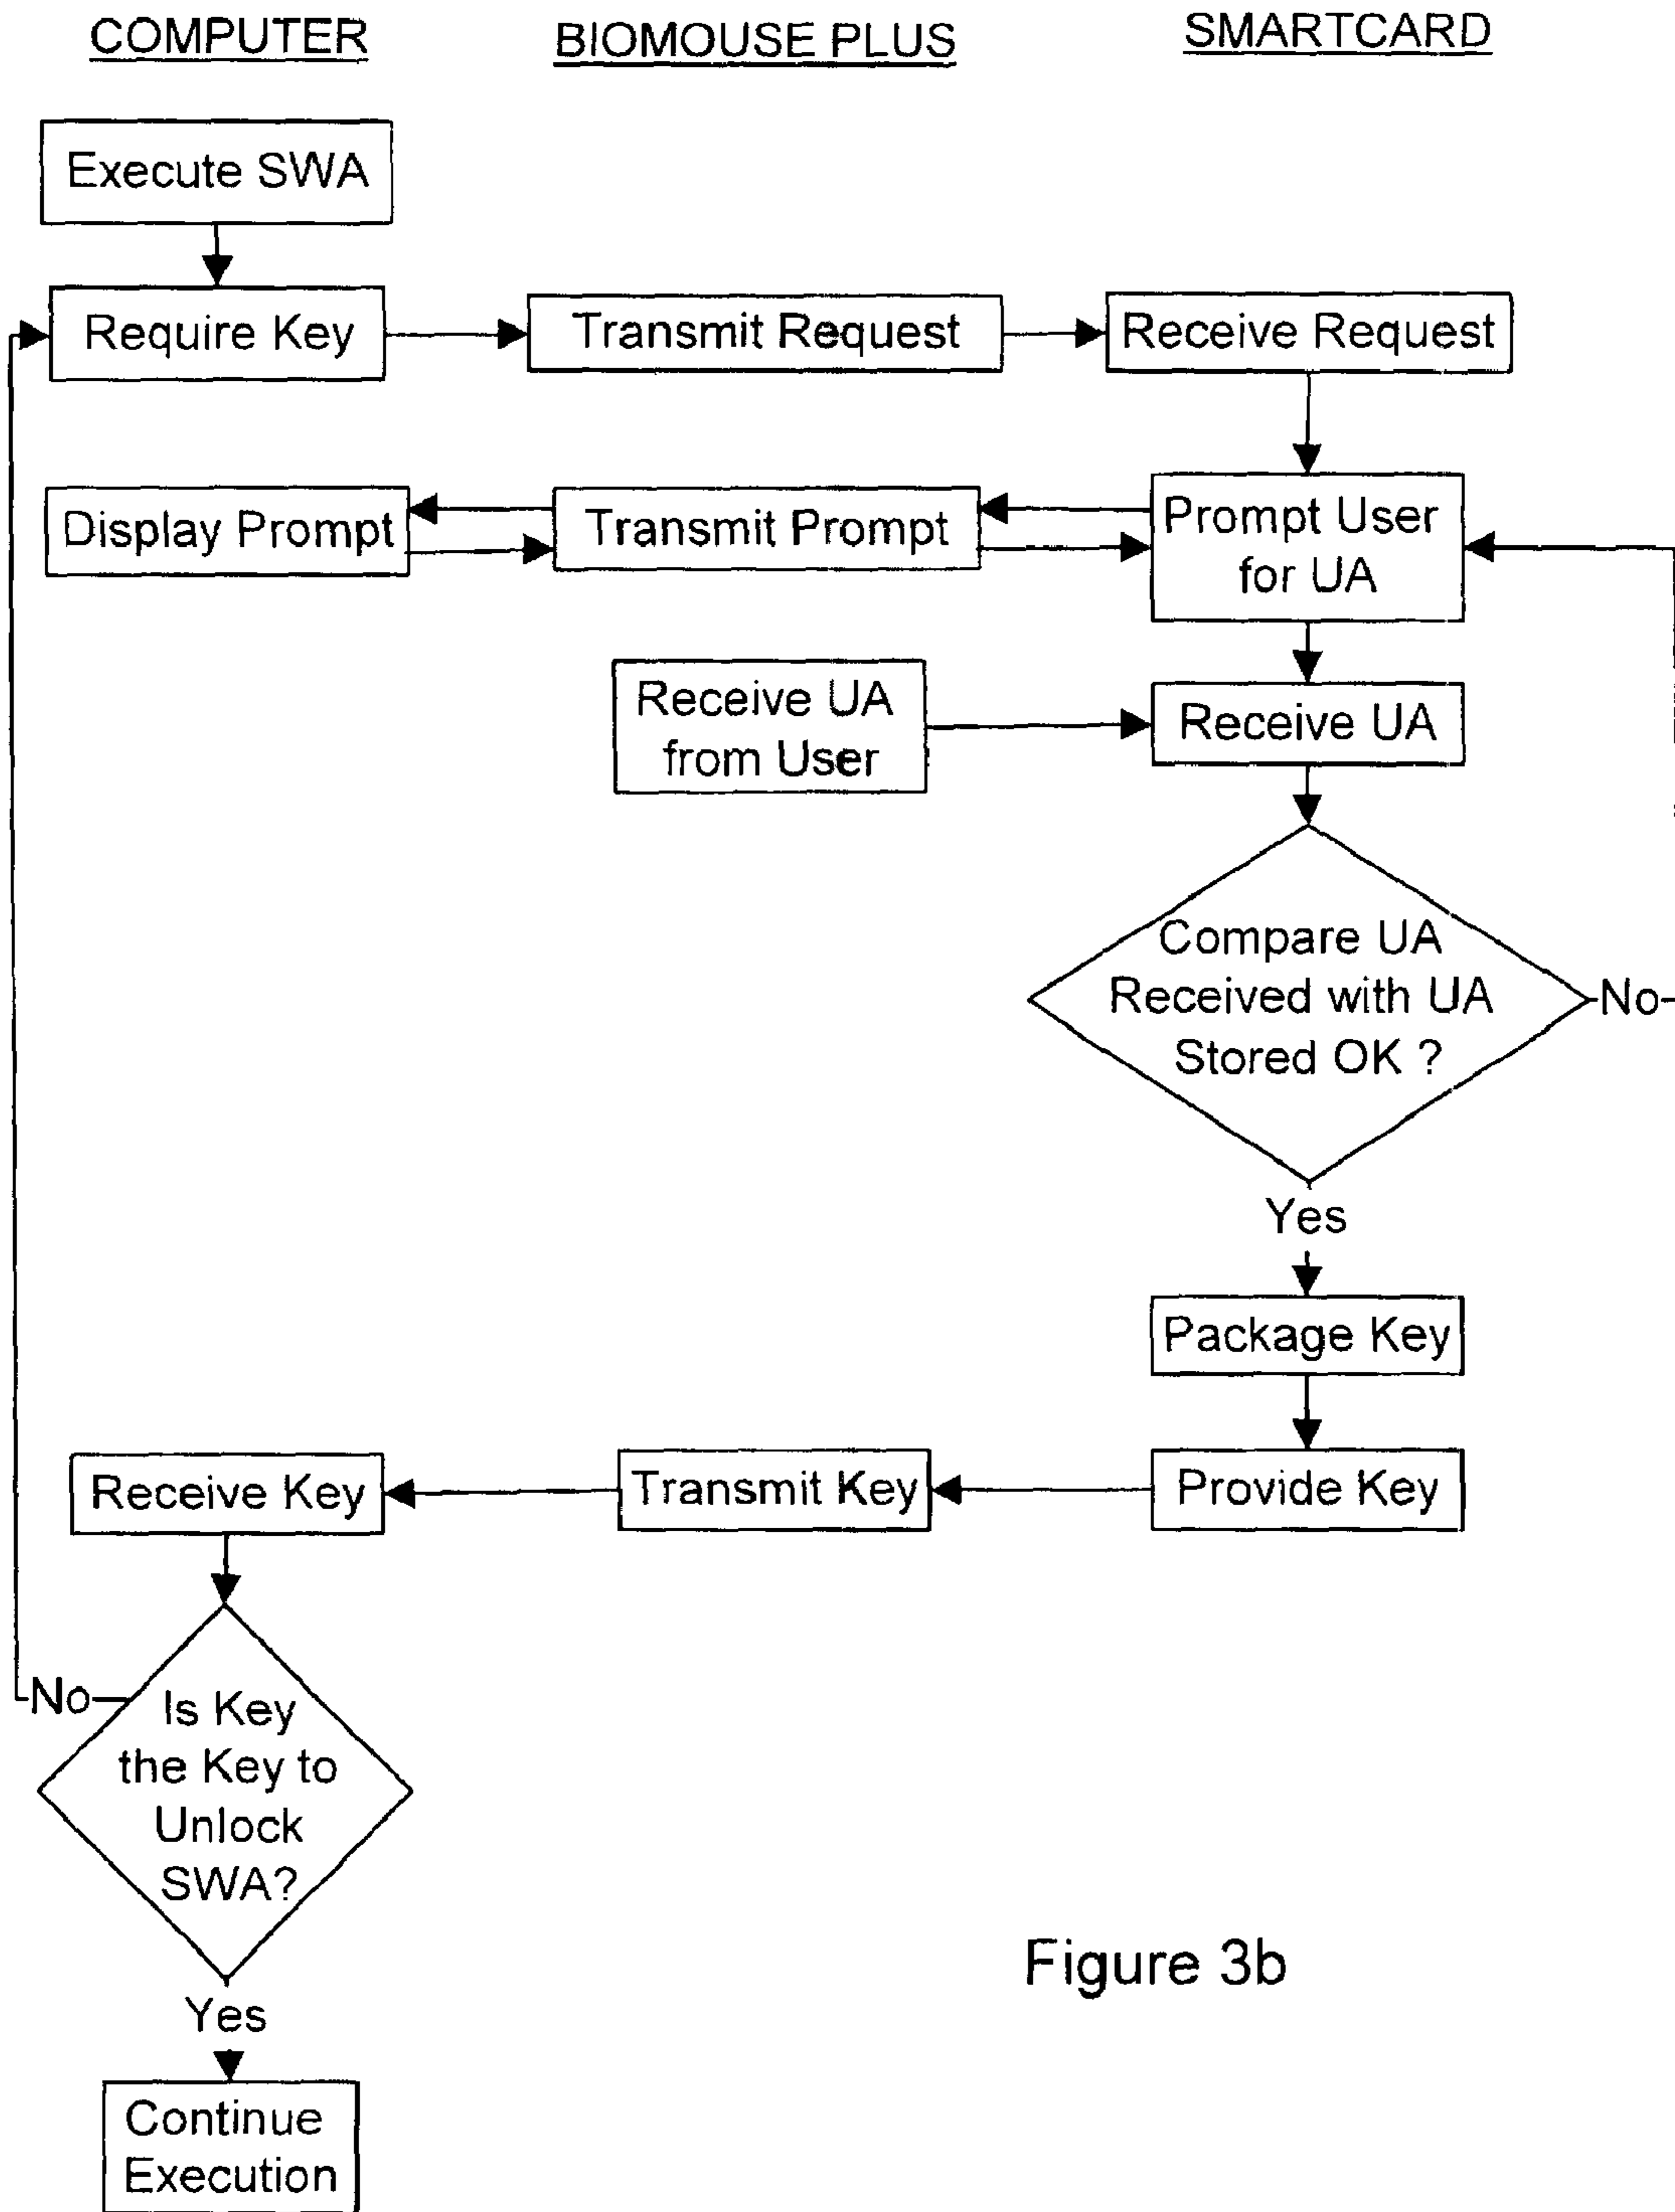 COMPUTER
BIOMOUSE PLUS
SMARTCARD
Execute SWA
Require Key
Transmit Request
Receive Request
Display Prompt
Transmit Prompt
Prompt User
for UA
Receive UA
from User
Receive UA
Compare UA
Received with UA
Stored OK ?
No
Yes
Package Key
Receive Key
Transmit Key
Provide Key
No
Is Key
the Key to
Unlock
SWA?
Yes
Continue
Execution
Figure 3b